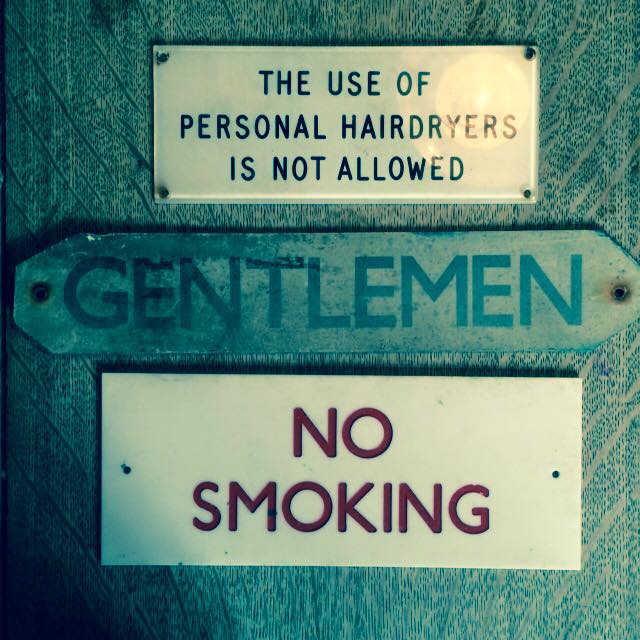 THE USE OF
PERSONAL HAIRDRYERS
IS NOT ALLOWED
GENTLEMEN
NO
SMOKING